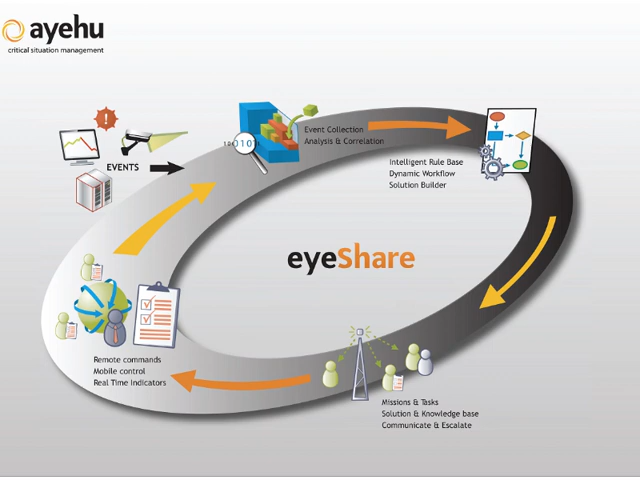 ayehu
critical situation management
EVENTS
Event Collection
Analysis & Correlation
Intelligent Rule Base
Dynamic Workflow
Solution Builder
eyeShare
Remote commands
Mobile control
Real Time Indicators
Missions & Tasks
Solution & Knowledge base
Communicate & Escalate